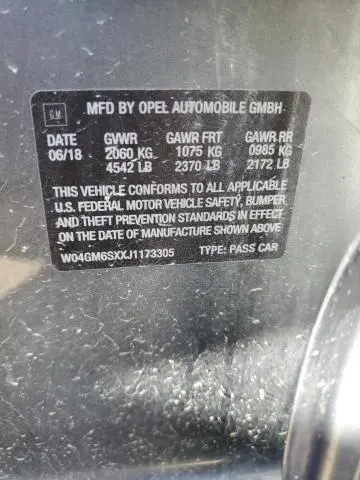 GM
MFD BY OPEL AUTOMOBILE GMBH
DATE GVWR GAWR FRT GAWR RR
06/18 2060 KG 1075 KG 0985 KG
4542 LB 2370 LB 2172 LB
THIS VEHICLE CONFORMS TO ALL APPLICABLE
U.S. FEDERAL MOTOR VEHICLE SAFETY, BUMPER,
AND THEFT PREVENTION STANDARDS IN EFFECT
ON THE DATE OF MANUFACTURE SHOWN ABOVE
W04GM6SXXJ1173305 TYPE: PASS CAR